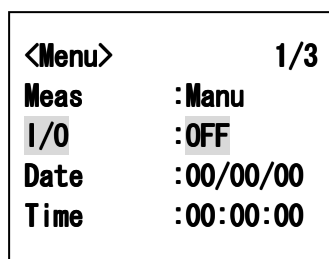 <Menu> 1/3
Meas :Manu
I/O :OFF
Date :00/00/00
Time :00:00:00